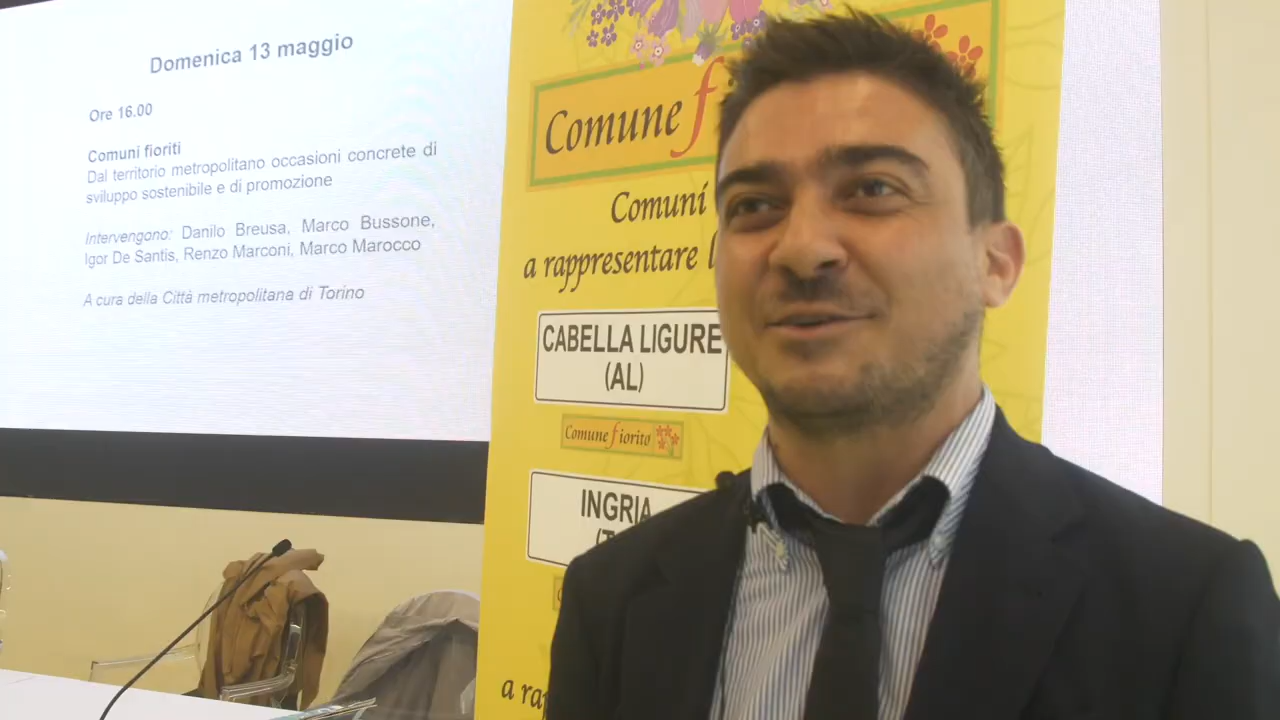 Domenica 13 maggio
Ore 16.00
Comuni fioriti
Dal territorio metropolitano occasioni concrete di
sviluppo sostenibile e di promozione
Intervengono: Danilo Breusa, Marco Bussone,
Igor De Santis, Renzo Marconi, Marco Marocco
A cura della Città metropolitana di Torino
Comune
Comuni
a rappresentare
CABELLA LIGURE
(AL)
Comune fiorito
INGRIA